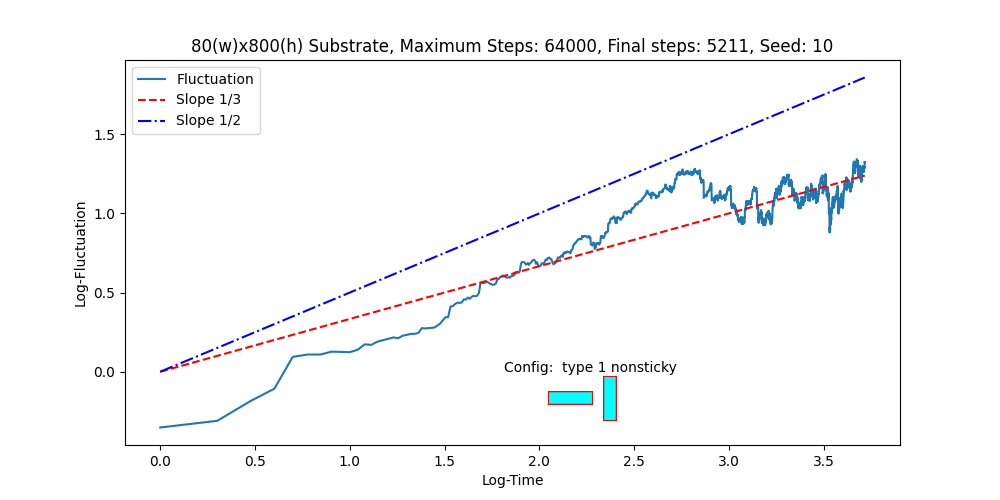 80(w)x800(h) Substrate, Maximum Steps: 64000, Final steps: 5211, Seed: 10
Fluctuation
Slope 1/3
Slope 1/2
1.5
1.0
0.5
0.0
Log-Fluctuation
Config:  type 1 nonsticky
0.0 0.5 1.0 1.5 2.0 2.5 3.0 3.5
Log-Time